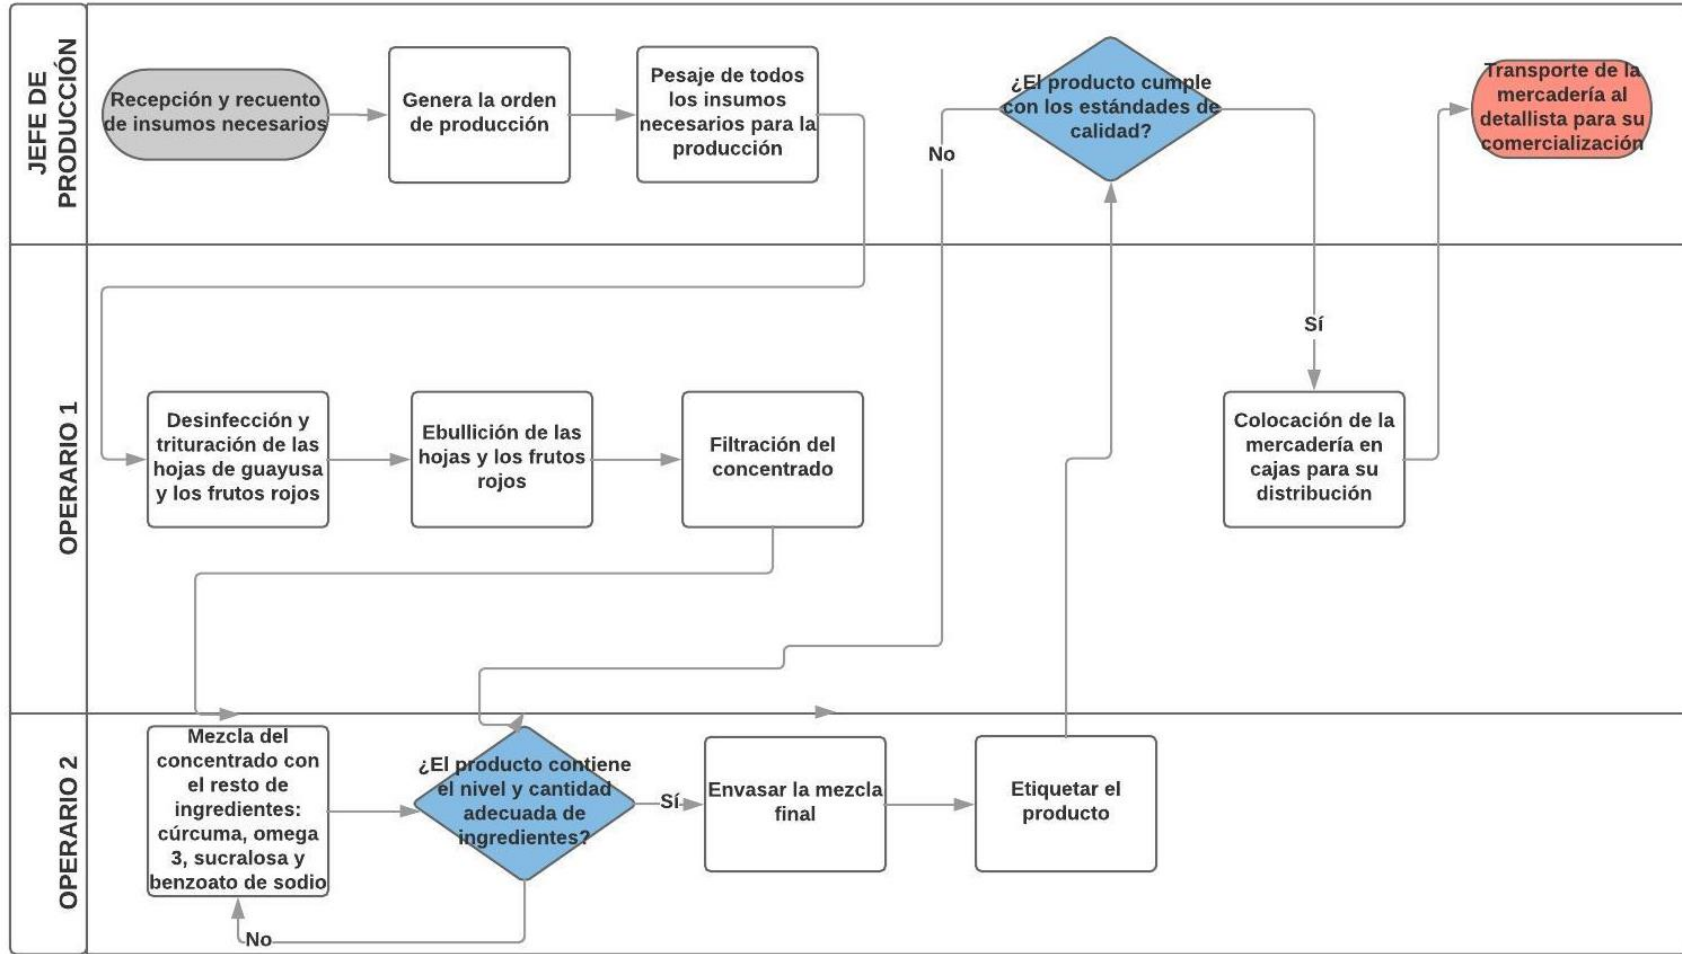 JEFE DE
PRODUCCIÓN
Recepción y recuento
de insumos necesarios
Genera la orden
de producción
Pesaje de todos
los insumos
necesarios para la
producción
¿El producto cumple
con los estándades de
calidad?
No
Sí
Transporte de la
mercadería al
detallista para su
comercialización
OPERARIO 1
Desinfección y
trituración de las
hojas de guayusa
y los frutos rojos
Ebullición de las
hojas y los frutos
rojos
Filtración del
concentrado
Colocación de la
mercadería en
cajas para su
distribución
OPERARIO 2
Mezcla del
concentrado con
el resto de
ingredientes:
cúrcuma, omega
3, sucralosa y
benzoato de sodio
¿El producto contiene
el nivel y cantidad
adecuada de
ingredientes?
No
Sí
Envasar la mezcla
final
Etiquetar el
producto